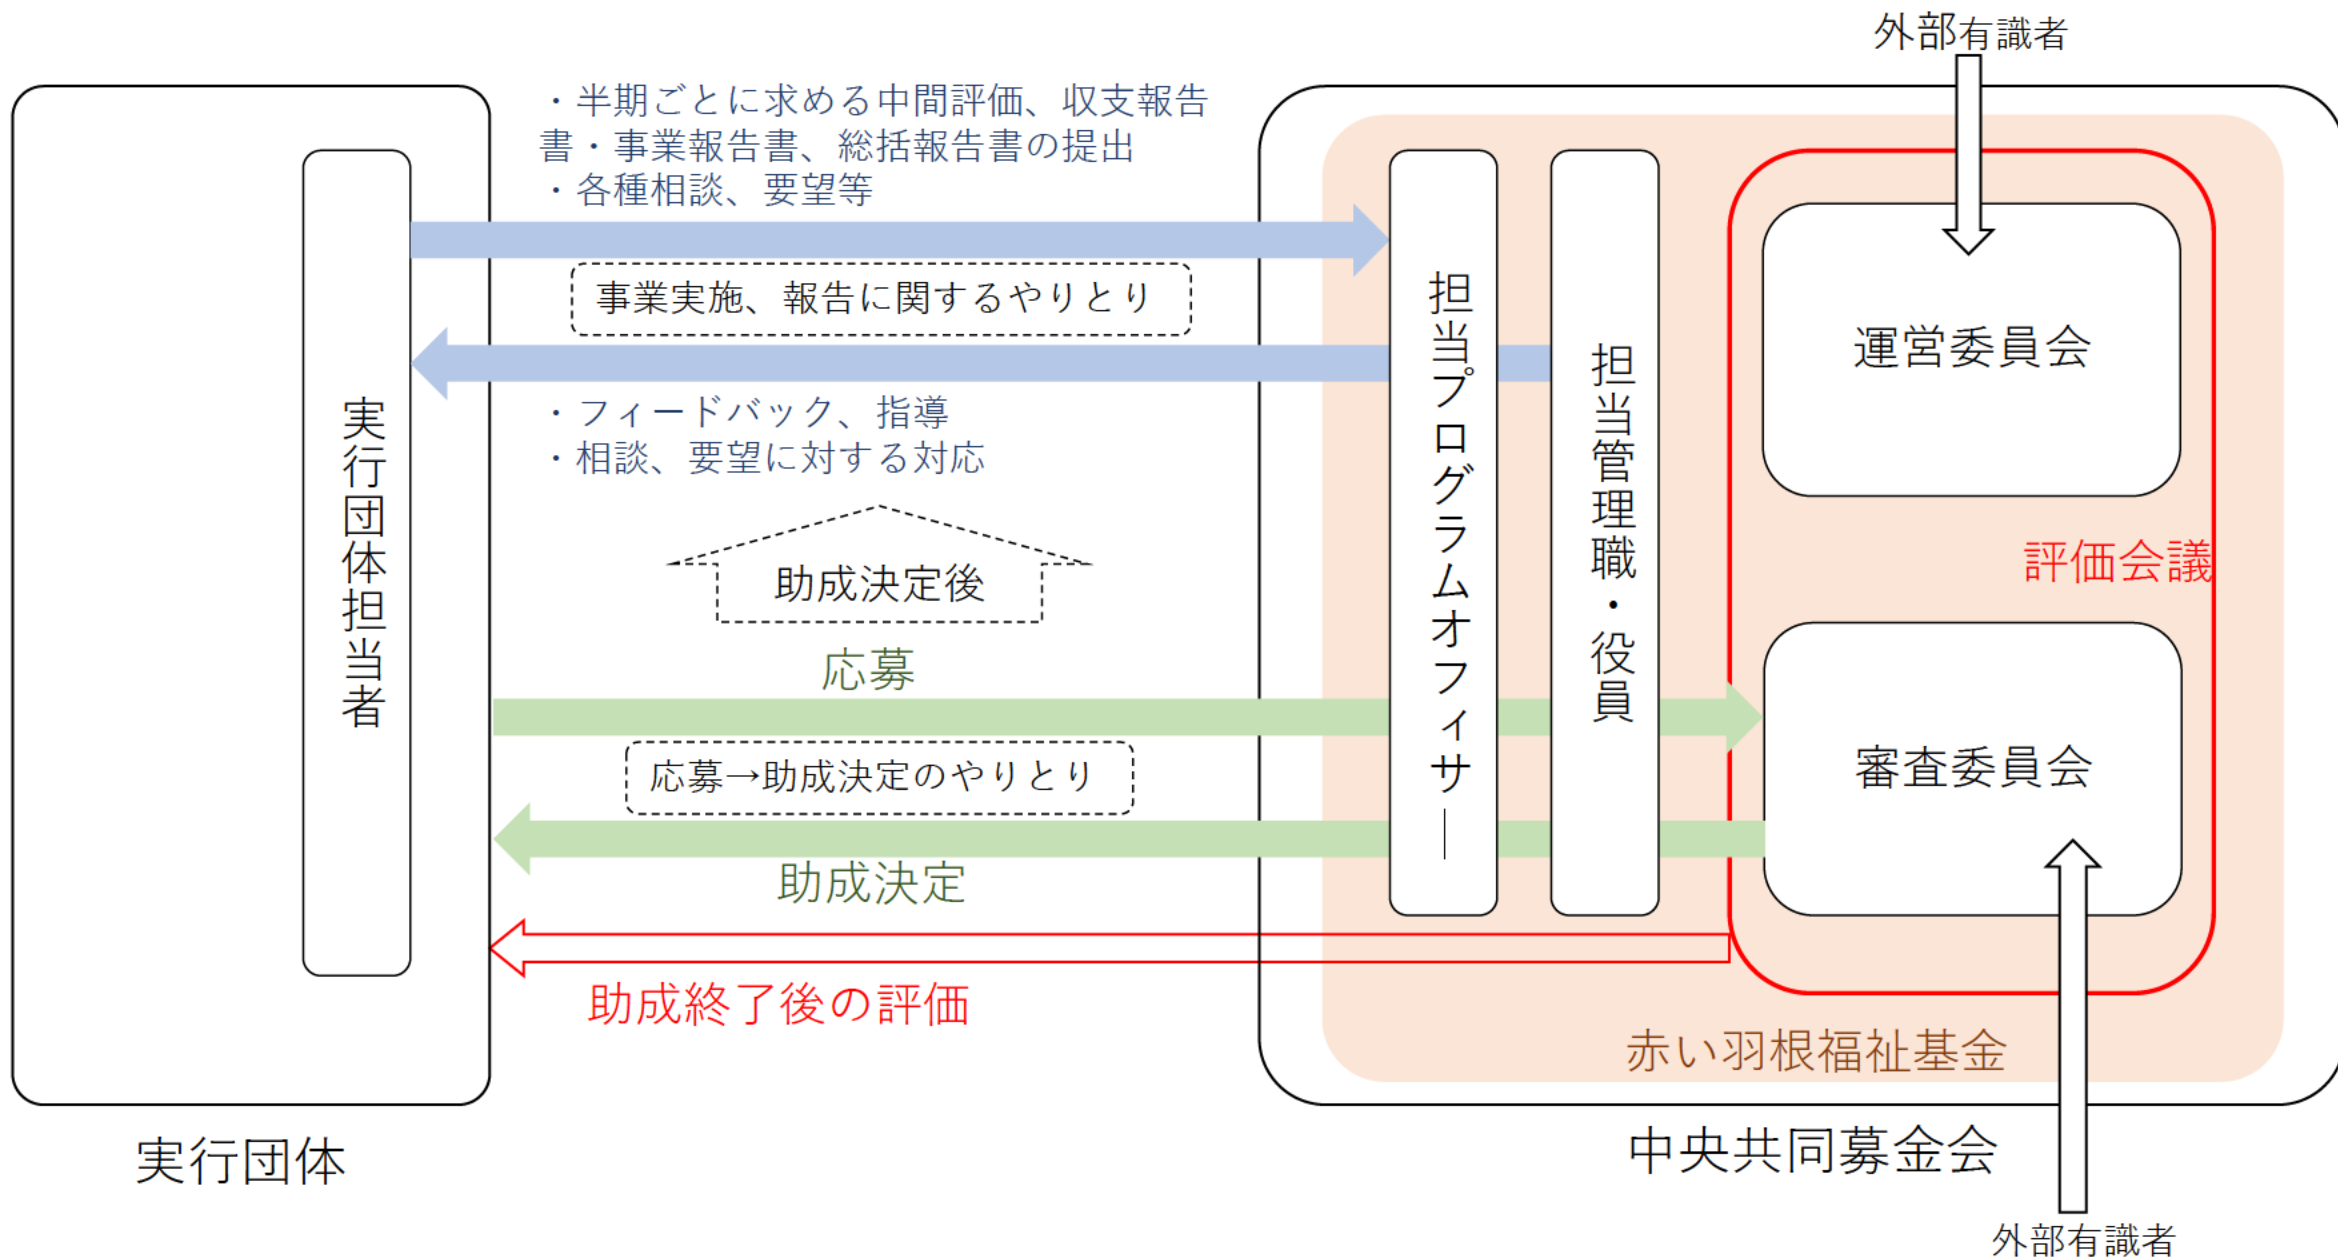 外部有識者
・半期ごとに求める中間評価、収支報告
書・事業報告書、総括報告書の提出
・各種相談、要望等
事業実施、報告に関するやりとり
・フィードバック、指導
・相談、要望に対する対応
実行団体担当者
担当プログラムオフィサー
担当管理職・役員
運営委員会
評価会議
助成決定後
応募
応募→助成決定のやりとり
審査委員会
助成決定
助成終了後の評価
赤い羽根福祉基金
実行団体
中央共同募金会
外部有識者